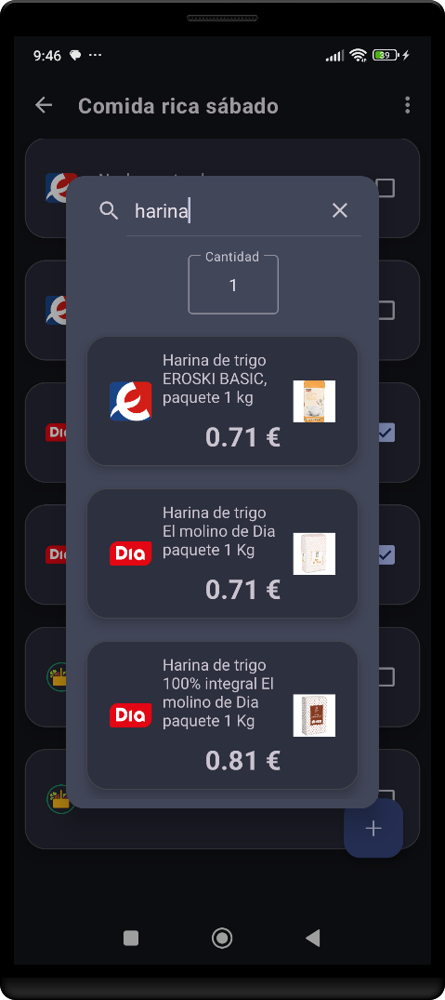 9:46
39
Comida rica sábado
harina
Cantidad
1
Harina de trigo
EROSKI BASIC,
paquete 1 kg
0.71 €
Dia
Harina de trigo
El molino de Dia
paquete 1 Kg
0.71 €
Dia
Harina de trigo
100% integral El
molino de Dia
paquete 1 Kg
0.81 €